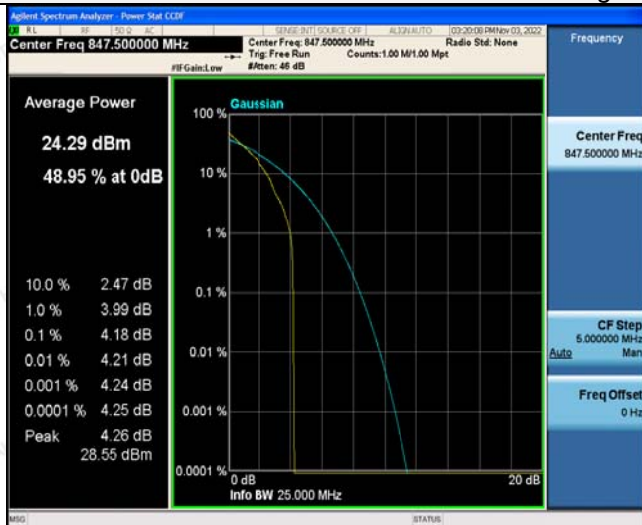 Agilent Spectrum Analyzer - Power Stat CCDF
RL RF 50 Ω AC SENSE:INT SOURCE OFF ALIGN AUTO 03:20:08 PM Nov 03, 2022
Center Freq 847.500000 MHz
Center Freq: 847.500000 MHz
Radio Std: None
Trig: Free Run
Counts:1.00 M/1.00 Mpt
#IFGain:Low
#Atten: 46 dB
Frequency
Average Power
24.29 dBm
48.95 % at 0dB
10.0 % 2.47 dB
1.0 % 3.99 dB
0.1 % 4.18 dB
0.01 % 4.21 dB
0.001 % 4.24 dB
0.0001 % 4.25 dB
Peak 4.26 dB
28.55 dBm
Gaussian
100 %
10 %
1 %
0.1 %
0.01 %
0.001 %
0.0001 %
0 dB
20 dB
Info BW 25.000 MHz
Center Freq
847.500000 MHz
CF Step
5.000000 MHz
Auto Man
Freq Offset
0 Hz
MSG
STATUS